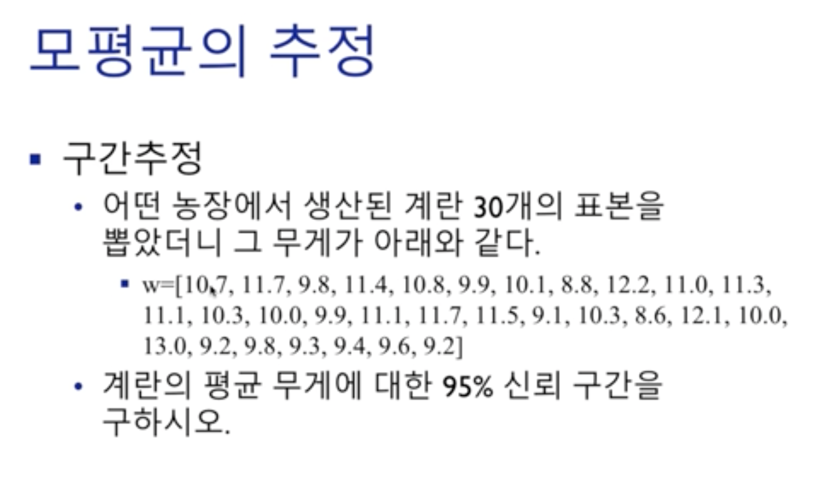 모평균의 추정
구간추정
어떤 농장에서 생산된 계란 30개의 표본을
뽑았더니 그 무게가 아래와 같다.
w=[10.7, 11.7, 9.8, 11.4, 10.8, 9.9, 10.1, 8.8, 12.2, 11.0, 11.3,
11.1, 10.3, 10.0, 9.9, 11.1, 11.7, 11.5, 9.1, 10.3, 8.6, 12.1, 10.0,
13.0, 9.2, 9.8, 9.3, 9.4, 9.6, 9.2]
계란의 평균 무게에 대한 95% 신뢰 구간을
구하시오.